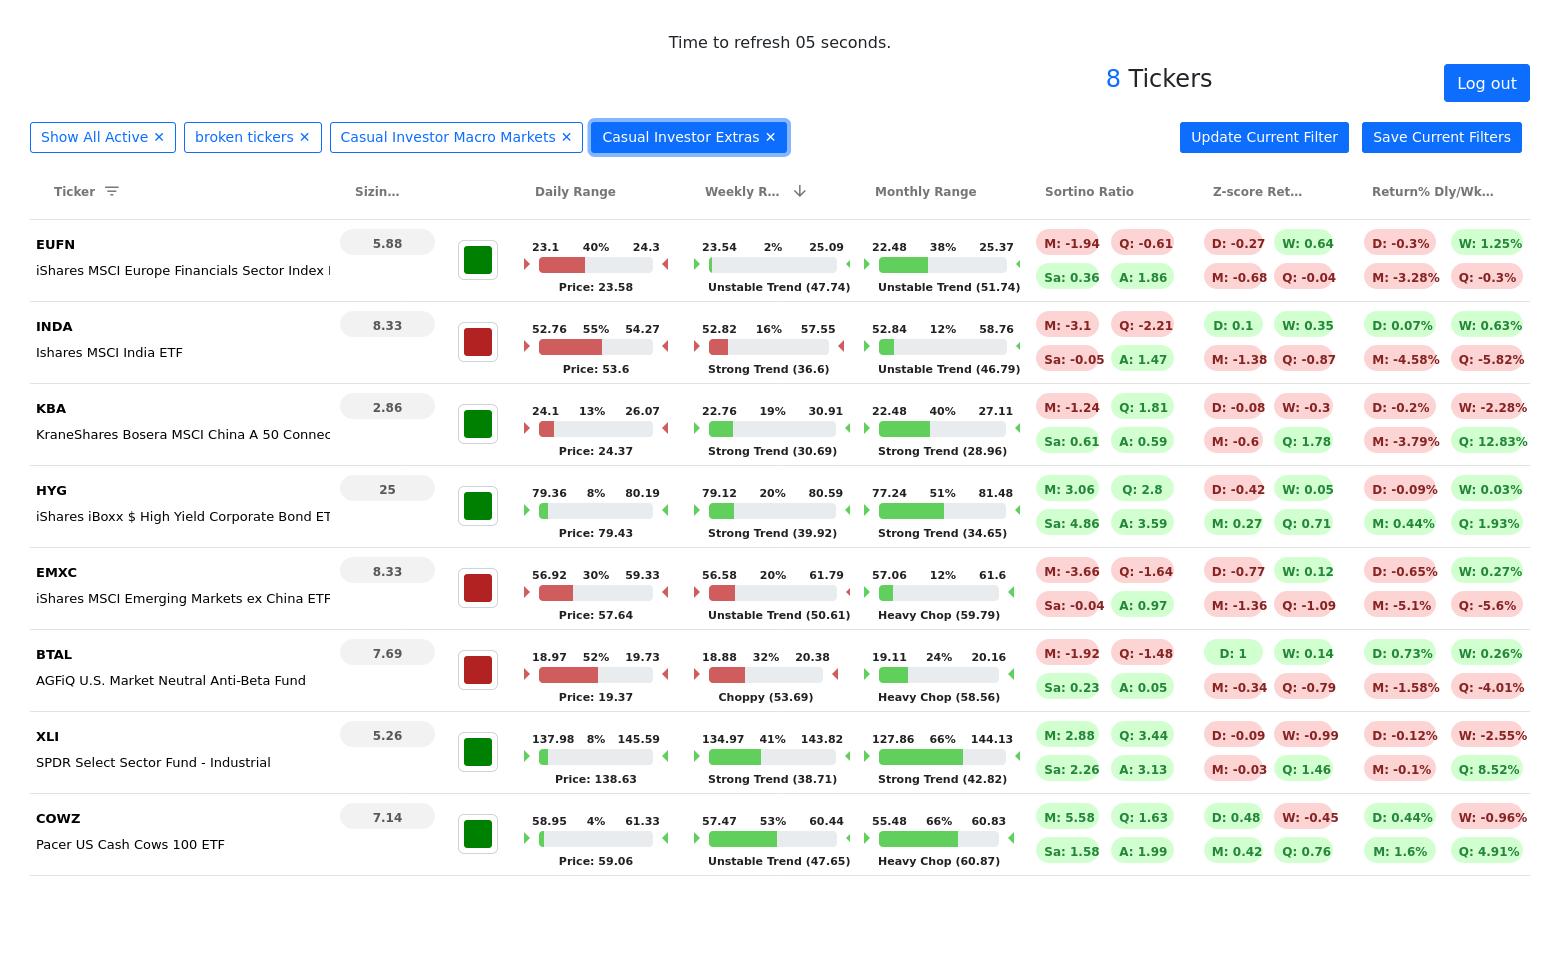 Time to refresh 05 seconds.
8 Tickers
Log out
Show All Active ✕ broken tickers ✕ Casual Investor Macro Markets ✕ Casual Investor Extras ✕ Update Current Filter Save Current Filters
Ticker Sizin... Daily Range Weekly R... Monthly Range Sortino Ratio Z-score Ret... Return% Dly/Wk...
EUFN 5.88 23.1 40% 24.3 23.54 2% 25.09 22.48 38% 25.37 M: -1.94 Q: -0.61 D: -0.27 W: 0.64 D: -0.3% W: 1.25%
iShares MSCI Europe Financials Sector Index Sa: 0.36 A: 1.86 M: -0.68 Q: -0.04 M: -3.28% Q: -0.3%
Price: 23.58 Unstable Trend (47.74) Unstable Trend (51.74)
INDA 8.33 52.76 55% 54.27 52.82 16% 57.55 52.84 12% 58.76 M: -3.1 Q: -2.21 D: 0.1 W: 0.35 D: 0.07% W: 0.63%
Ishares MSCI India ETF Sa: -0.05 A: 1.47 M: -1.38 Q: -0.87 M: -4.58% Q: -5.82%
Price: 53.6 Strong Trend (36.6) Unstable Trend (46.79)
KBA 2.86 24.1 13% 26.07 22.76 19% 30.91 22.48 40% 27.11 M: -1.24 Q: 1.81 D: -0.08 W: -0.3 D: -0.2% W: -2.28%
KraneShares Bosera MSCI China A 50 Connec Sa: 0.61 A: 0.59 M: -0.6 Q: 1.78 M: -3.79% Q: 12.83%
Price: 24.37 Strong Trend (30.69) Strong Trend (28.96)
HYG 25 79.36 8% 80.19 79.12 20% 80.59 77.24 51% 81.48 M: 3.06 Q: 2.8 D: -0.42 W: 0.05 D: -0.09% W: 0.03%
iShares iBoxx $ High Yield Corporate Bond ET Sa: 4.86 A: 3.59 M: 0.27 Q: 0.71 M: 0.44% Q: 1.93%
Price: 79.43 Strong Trend (39.92) Strong Trend (34.65)
EMXC 8.33 56.92 30% 59.33 56.58 20% 61.79 57.06 12% 61.6 M: -3.66 Q: -1.64 D: -0.77 W: 0.12 D: -0.65% W: 0.27%
iShares MSCI Emerging Markets ex China ETF Sa: -0.04 A: 0.97 M: -1.36 Q: -1.09 M: -5.1% Q: -5.6%
Price: 57.64 Unstable Trend (50.61) Heavy Chop (59.79)
BTAL 7.69 18.97 52% 19.73 18.88 32% 20.38 19.11 24% 20.16 M: -1.92 Q: -1.48 D: 1 W: 0.14 D: 0.73% W: 0.26%
AGFiQ U.S. Market Neutral Anti-Beta Fund Sa: 0.23 A: 0.05 M: -0.34 Q: -0.79 M: -1.58% Q: -4.01%
Price: 19.37 Choppy (53.69) Heavy Chop (58.56)
XLI 5.26 137.98 8% 145.59 134.97 41% 143.82 127.86 66% 144.13 M: 2.88 Q: 3.44 D: -0.09 W: -0.99 D: -0.12% W: -2.55%
SPDR Select Sector Fund - Industrial Sa: 2.26 A: 3.13 M: -0.03 Q: 1.46 M: -0.1% Q: 8.52%
Price: 138.63 Strong Trend (38.71) Strong Trend (42.82)
COWZ 7.14 58.95 4% 61.33 57.47 53% 60.44 55.48 66% 60.83 M: 5.58 Q: 1.63 D: 0.48 W: -0.45 D: 0.44% W: -0.96%
Pacer US Cash Cows 100 ETF Sa: 1.58 A: 1.99 M: 0.42 Q: 0.76 M: 1.6% Q: 4.91%
Price: 59.06 Unstable Trend (47.65) Heavy Chop (60.87)